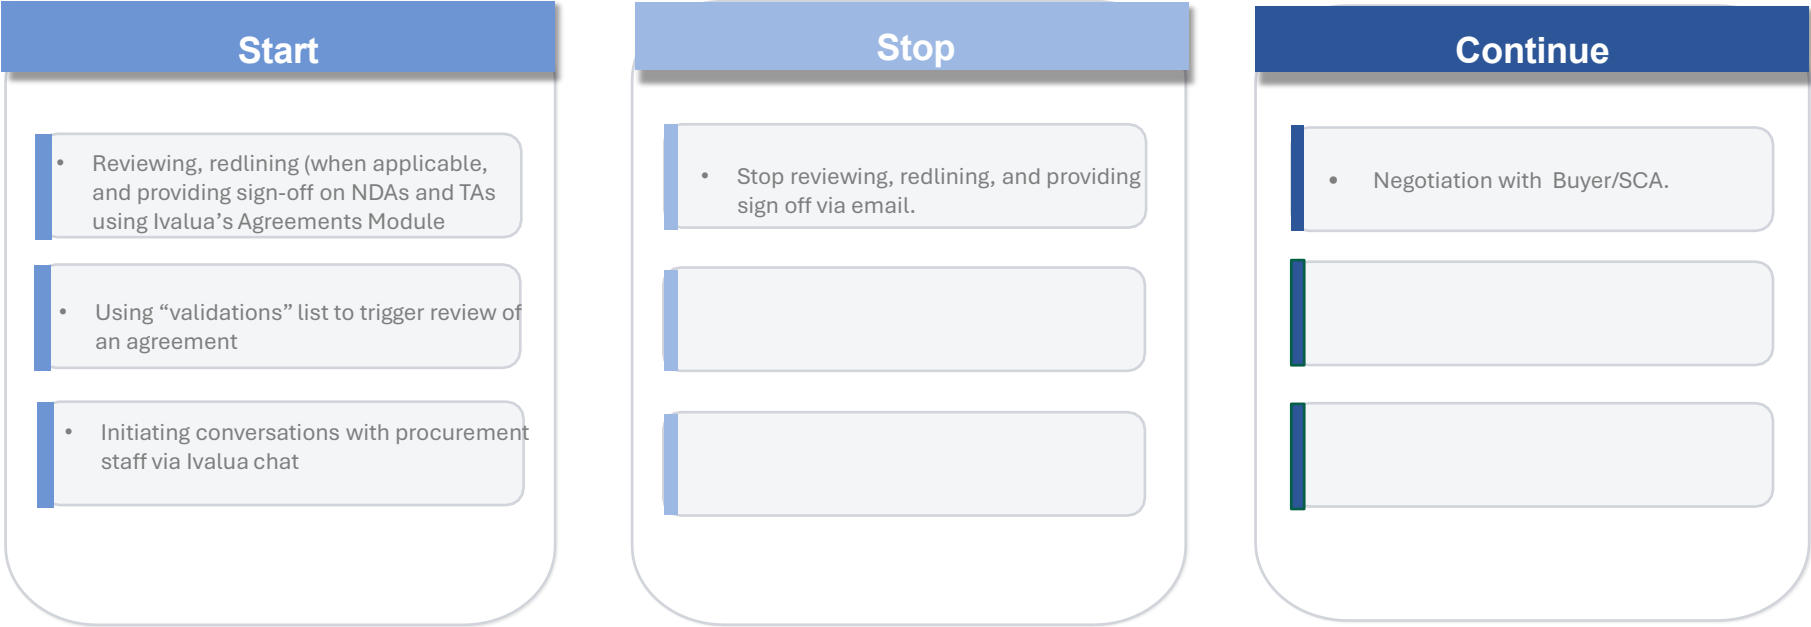 Start
• Reviewing, redlining (when applicable,
and providing sign-off on NDAs and TAs
using Ivalua’s Agreements Module
• Using “validations” list to trigger review of
an agreement
• Initiating conversations with procurement
staff via Ivalua chat
Stop
• Stop reviewing, redlining, and providing
sign off via email.
Continue
• Negotiation with Buyer/SCA.